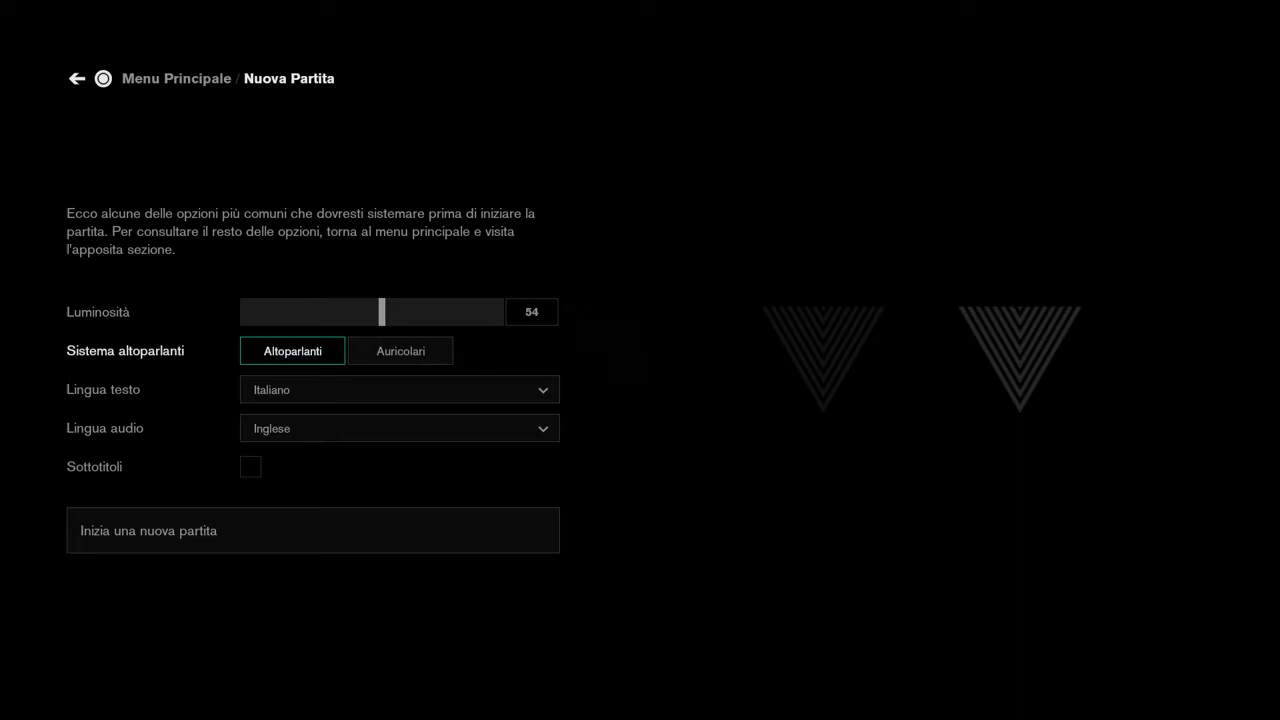 Menu Principale / Nuova Partita
Ecco alcune delle opzioni più comuni che dovresti sistemare prima di iniziare la
partita. Per consultare il resto delle opzioni, torna al menu principale e visita
l'apposita sezione.
Luminosità 54
Sistema altoparlanti Altoparlanti Auricolari
Lingua testo Italiano
Lingua audio Inglese
Sottotitoli
Inizia una nuova partita